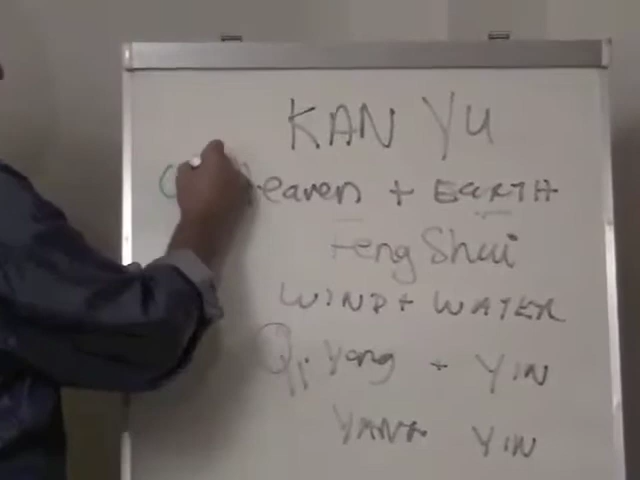 KAN YU
Heaven + EARTH
Feng Shui
WIND + WATER
Qi Yang + YIN
YANG YIN